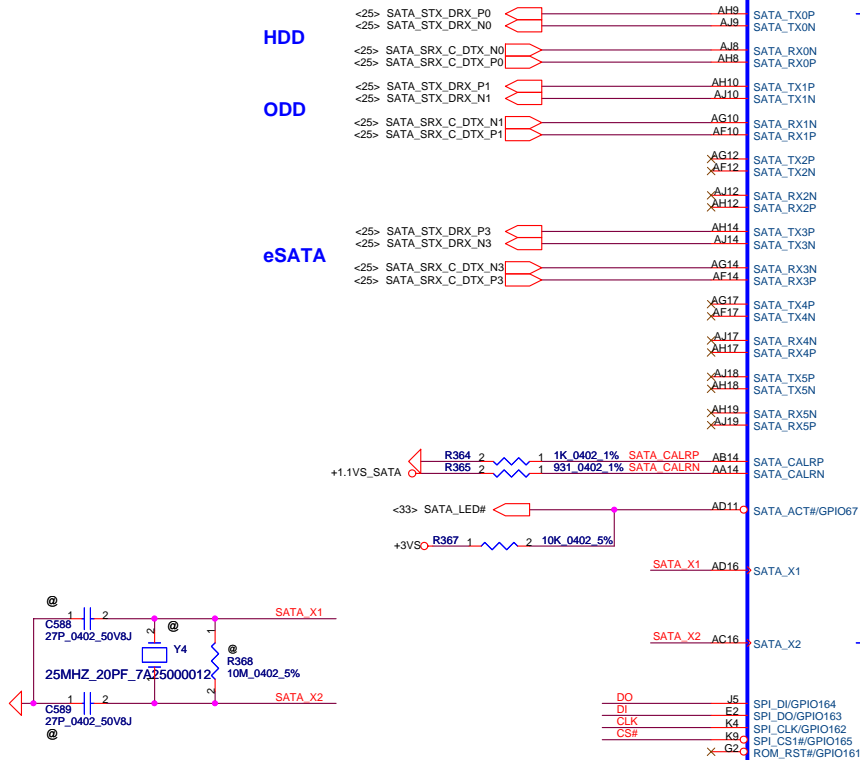 <25> SATA_STX_DRX_P0 AH9 SATA_TX0P
<25> SATA_STX_DRX_N0 AJ9 SATA_TX0N
HDD
<25> SATA_SRX_C_DTX_N0 AJ8 SATA_RX0N
<25> SATA_SRX_C_DTX_P0 AH8 SATA_RX0P
<25> SATA_STX_DRX_P1 AH10 SATA_TX1P
<25> SATA_STX_DRX_N1 AJ10 SATA_TX1N
ODD
<25> SATA_SRX_C_DTX_N1 AG10 SATA_RX1N
<25> SATA_SRX_C_DTX_P1 AF10 SATA_RX1P
AG12 SATA_TX2P
AF12 SATA_TX2N
AJ12 SATA_RX2N
AH12 SATA_RX2P
<25> SATA_STX_DRX_P3 AH14 SATA_TX3P
<25> SATA_STX_DRX_N3 AJ14 SATA_TX3N
eSATA
<25> SATA_SRX_C_DTX_N3 AG14 SATA_RX3N
<25> SATA_SRX_C_DTX_P3 AF14 SATA_RX3P
AG17 SATA_TX4P
AF17 SATA_TX4N
AJ17 SATA_RX4N
AH17 SATA_RX4P
AJ18 SATA_TX5P
AH18 SATA_TX5N
AH19 SATA_RX5N
AJ19 SATA_RX5P
R364 2 1 1K_0402_1% SATA_CALRP AB14 SATA_CALRP
+1.1VS_SATA R365 2 1 931_0402_1% SATA_CALRN AA14 SATA_CALRN
<33> SATA_LED# AD11 SATA_ACT#/GPIO67
+3VS R367 1 2 10K_0402_5%
SATA_X1 AD16 SATA_X1
@
1 2 SATA_X1
C588
27P_0402_50V8J
2 @ 1
Y4
@
R368
10M_0402_5%
25MHZ_20PF_7A25000012
1 2
1 2 SATA_X2
C589
27P_0402_50V8J
@
SATA_X2 AC16 SATA_X2
DO J5 SPI_DI/GPIO164
DI E2 SPI_DO/GPIO163
CLK K4 SPI_CLK/GPIO162
CS# K9 SPI_CS1#/GPIO165
G2 ROM_RST#/GPIO161